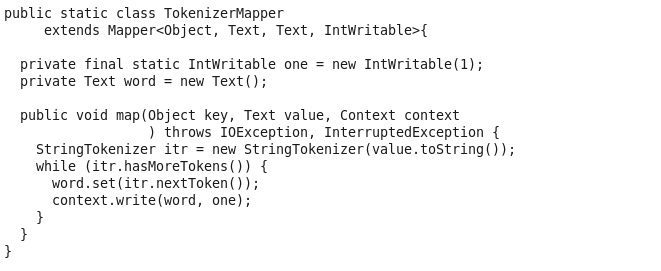 public static class TokenizerMapper
     extends Mapper<Object, Text, Text, IntWritable>{

  private final static IntWritable one = new IntWritable(1);
  private Text word = new Text();

  public void map(Object key, Text value, Context context
                  ) throws IOException, InterruptedException {
    StringTokenizer itr = new StringTokenizer(value.toString());
    while (itr.hasMoreTokens()) {
      word.set(itr.nextToken());
      context.write(word, one);
    }
  }
}